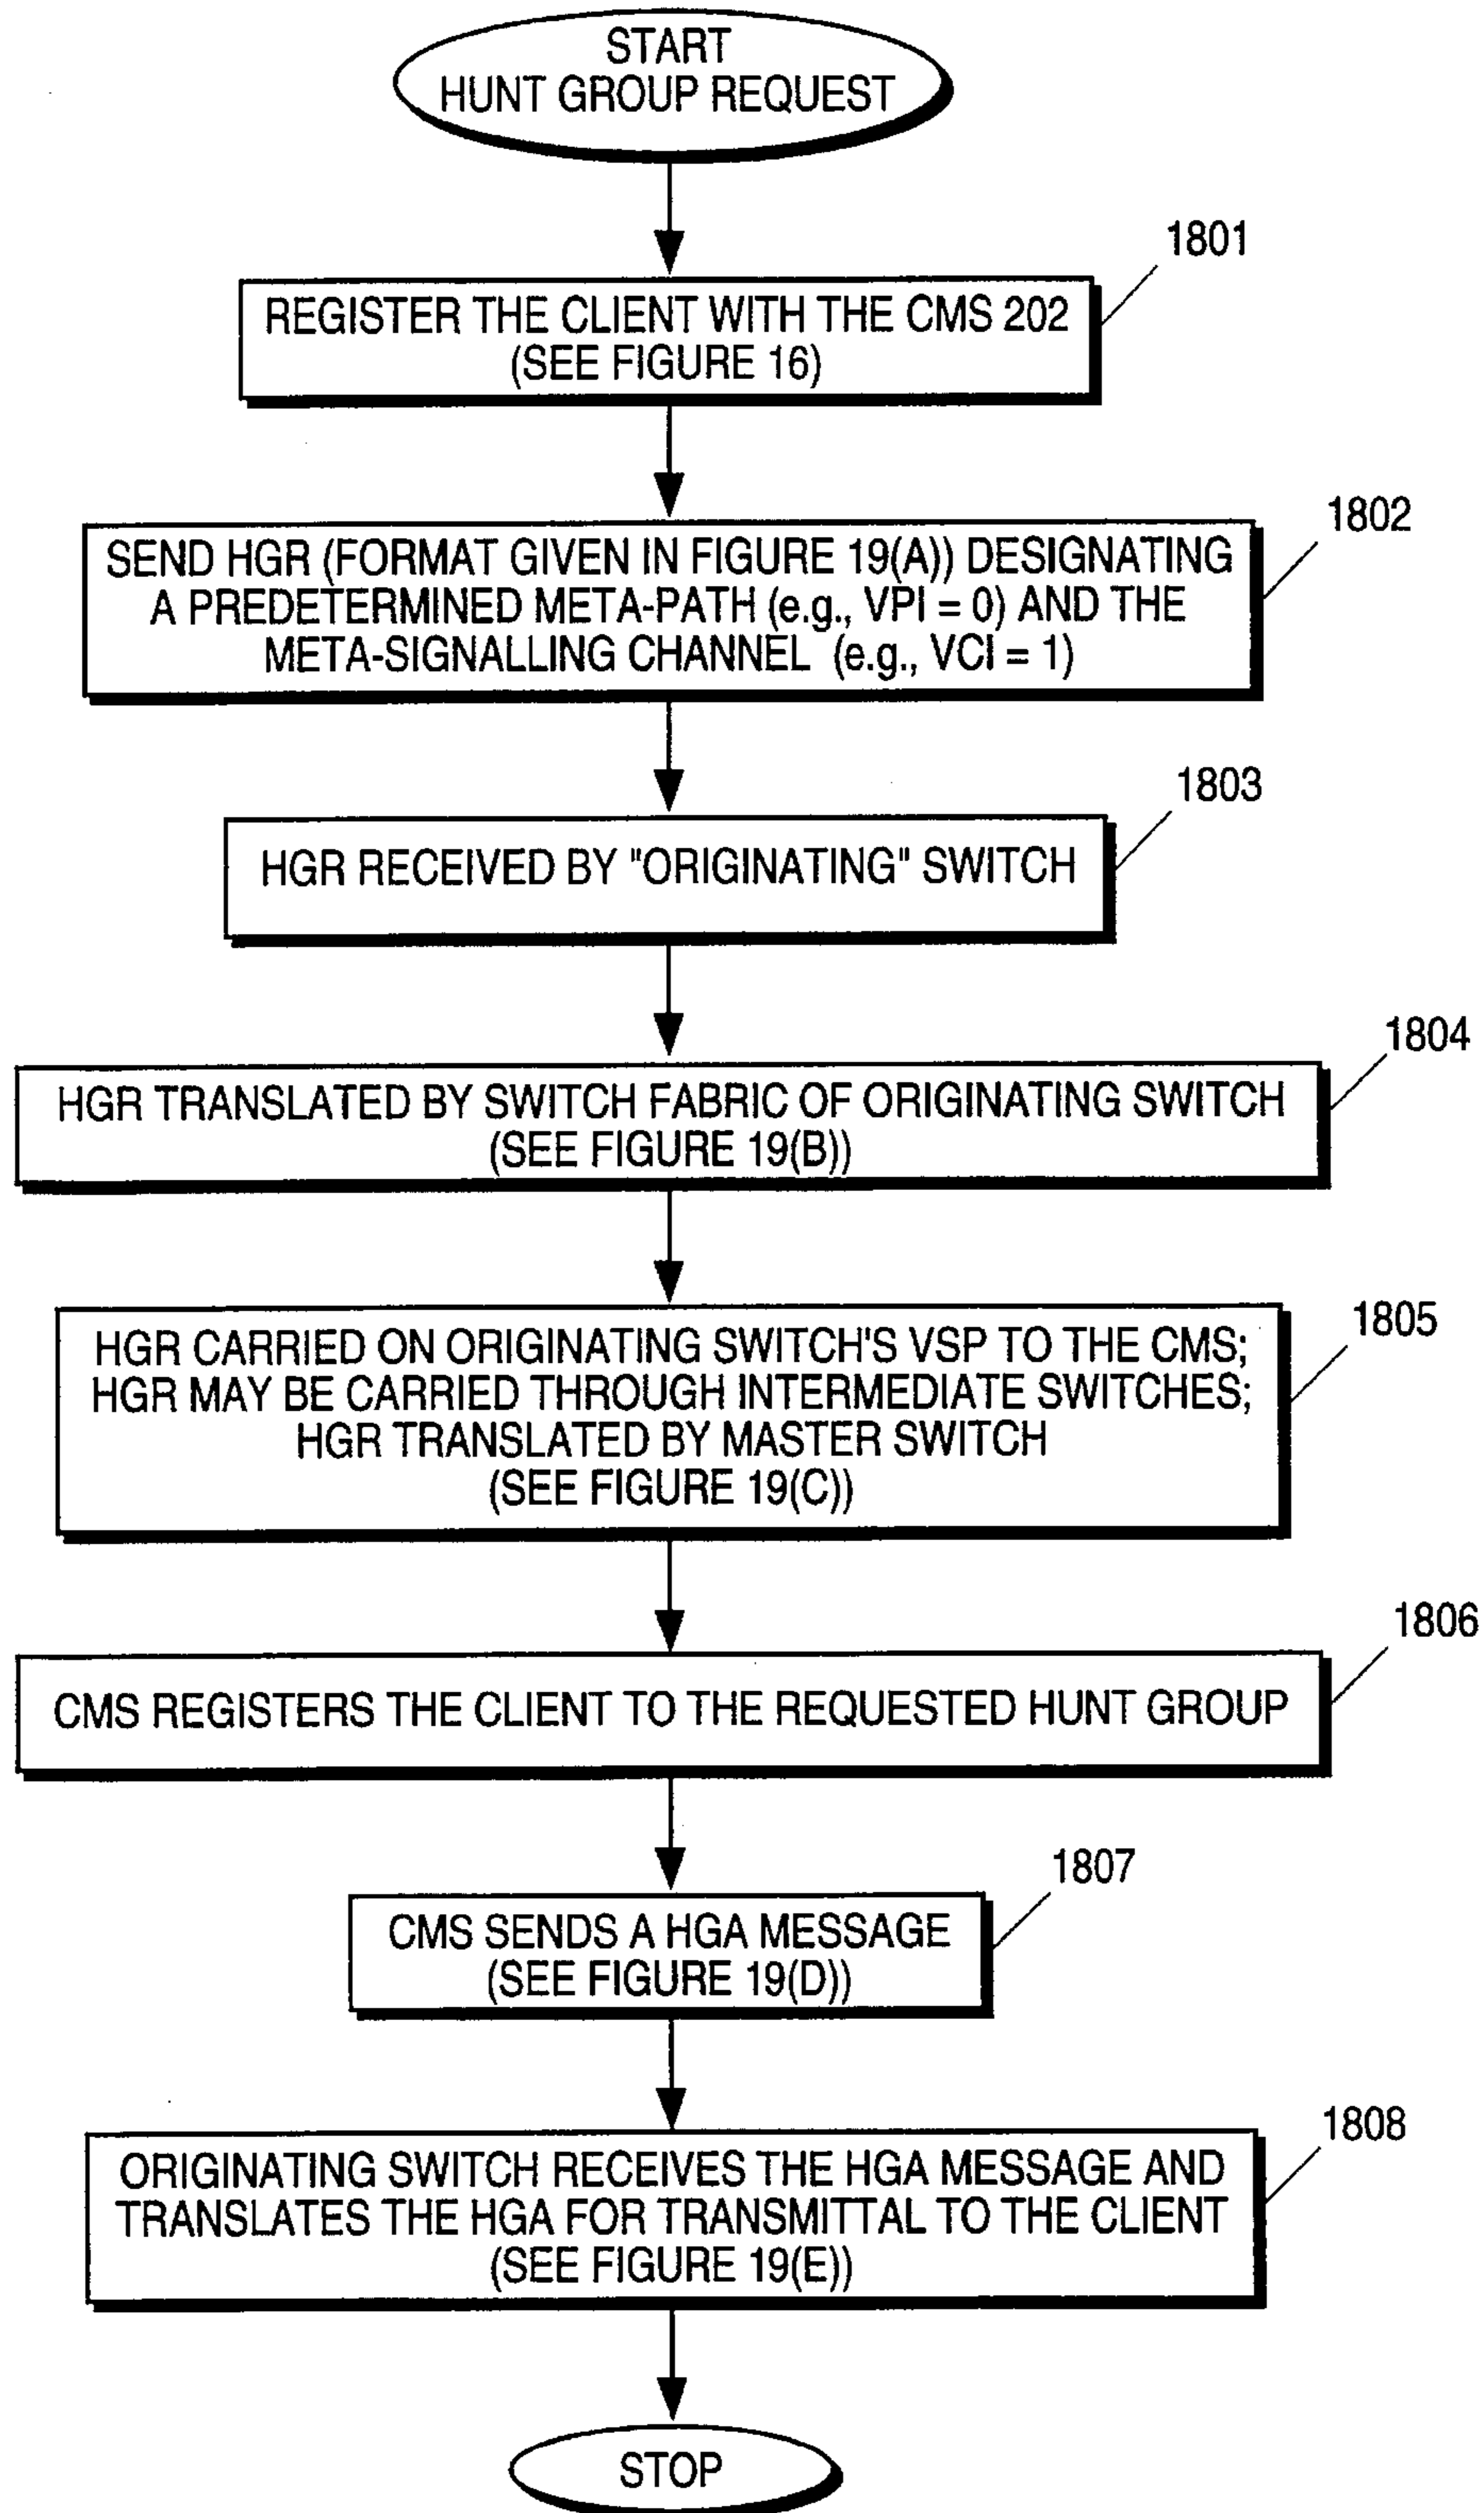 START
HUNT GROUP REQUEST
1801
REGISTER THE CLIENT WITH THE CMS 202
(SEE FIGURE 16)
1802
SEND HGR (FORMAT GIVEN IN FIGURE 19(A)) DESIGNATING
A PREDETERMINED META-PATH (e.g., VPI = 0) AND THE
META-SIGNALLING CHANNEL (e.g., VCI = 1)
1803
HGR RECEIVED BY "ORIGINATING" SWITCH
1804
HGR TRANSLATED BY SWITCH FABRIC OF ORIGINATING SWITCH
(SEE FIGURE 19(B))
1805
HGR CARRIED ON ORIGINATING SWITCH'S VSP TO THE CMS;
HGR MAY BE CARRIED THROUGH INTERMEDIATE SWITCHES;
HGR TRANSLATED BY MASTER SWITCH
(SEE FIGURE 19(C))
1806
CMS REGISTERS THE CLIENT TO THE REQUESTED HUNT GROUP
1807
CMS SENDS A HGA MESSAGE
(SEE FIGURE 19(D))
1808
ORIGINATING SWITCH RECEIVES THE HGA MESSAGE AND
TRANSLATES THE HGA FOR TRANSMITTAL TO THE CLIENT
(SEE FIGURE 19(E))
STOP